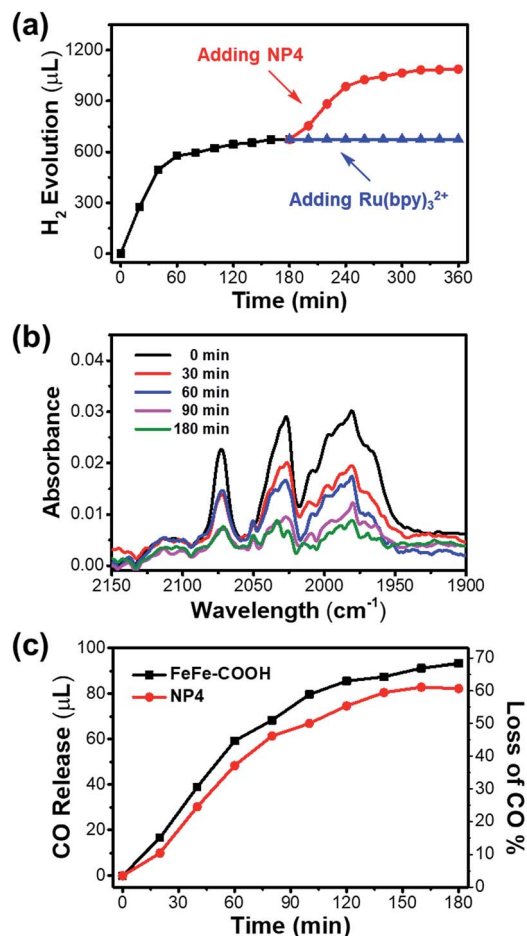 (a)
1200
900
600
300
0
H₂ Evolution (μL)
Adding NP4
Adding Ru(bpy)₃²⁺
0 60 120 180 240 300 360
Time (min)
(b)
0.04
0.03
0.02
0.01
0.00
Absorbance
0 min
30 min
60 min
90 min
180 min
2150 2100 2050 2000 1950 1900
Wavelength (cm⁻¹)
(c)
100
80
60
40
20
0
CO Release (μL)
FeFe-COOH
NP4
70
60
50
40
30
20
10
0
Loss of CO %
0 30 60 90 120 150 180
Time (min)